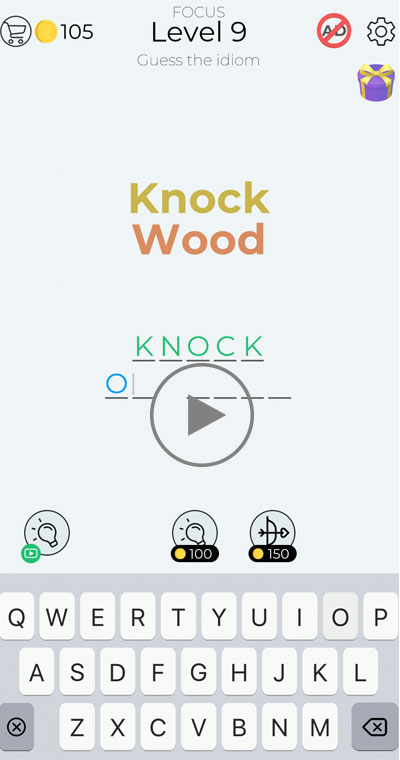 FOCUS
105
Level 9
AD
Guess the idiom
Knock
Wood
KNOCK
O
100
150
Q W E R T Y U I O P
A S D F G H J K L
Z X C V B N M